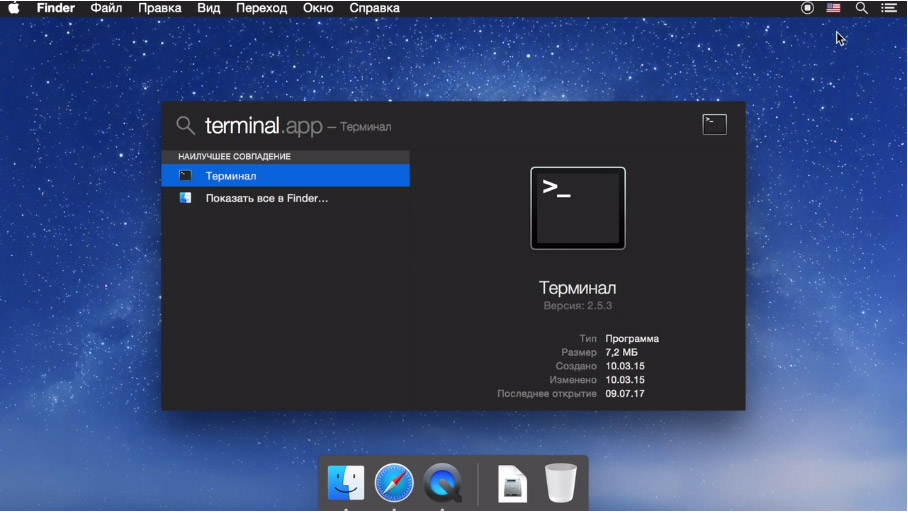 Finder Файл Правка Вид Переход Окно Справка
terminal.app — Терминал
НАИЛУЧШЕЕ СОВПАДЕНИЕ
Терминал
Показать все в Finder...
>_
Терминал
Версия: 2.5.3
Тип Программа
Размер 7,2 МБ
Создано 10.03.15
Изменено 10.03.15
Последнее открытие 09.07.17